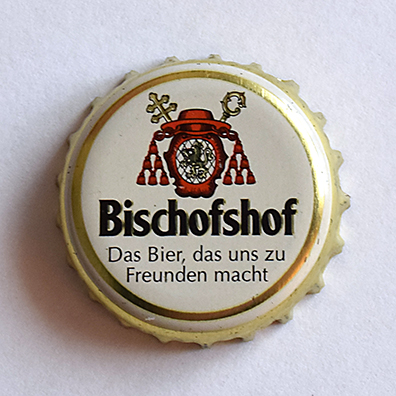 Bischofshof
Das Bier, das uns zu
Freunden macht